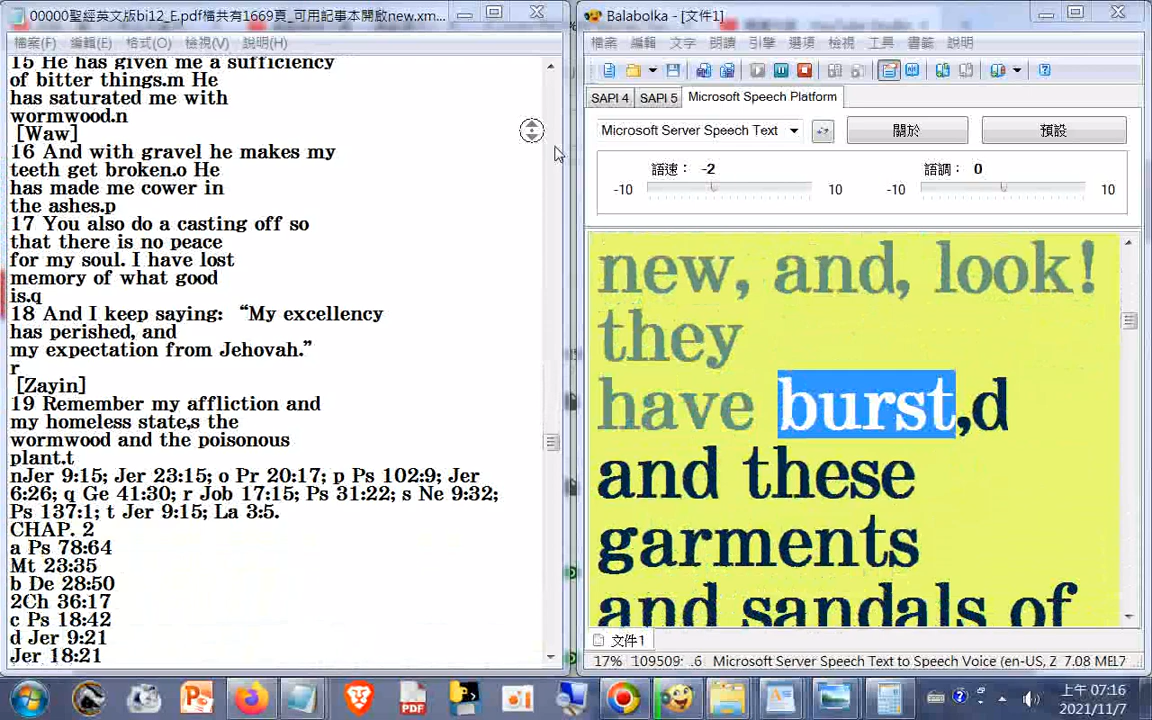 00000聖經英文版bi12_E.pdf檔共有1669頁_可用記事本開啟new.xm...
檔案(F) 編輯(E) 格式(O) 檢視(V) 說明(H)
15 He has given me a sufficiency
of bitter things.m He
has saturated me with
wormwood.n
[Waw]
16 And with gravel he makes my
teeth get broken.o He
has made me cower in
the ashes.p
17 You also do a casting off so
that there is no peace
for my soul. I have lost
memory of what good
is.q
18 And I keep saying: “My excellency
has perished, and
my expectation from Jehovah.”
r
[Zayin]
19 Remember my affliction and
my homeless state,s the
wormwood and the poisonous
plant.t
nJer 9:15; Jer 23:15; o Pr 20:17; p Ps 102:9; Jer
6:26; q Ge 41:30; r Job 17:15; Ps 31:22; s Ne 9:32;
Ps 137:1; t Jer 9:15; La 3:5.
CHAP. 2
a Ps 78:64
Mt 23:35
b De 28:50
2Ch 36:17
c Ps 18:42
d Jer 9:21
Jer 18:21
Balabolka - [文件1]
檔案 編輯 文字 朗讀 引擎 選項 檢視 工具 書籤 說明
SAPI 4 SAPI 5 Microsoft Speech Platform
Microsoft Server Speech Text 關於 預設
語速： -2 語調： 0
-10 10 -10 10
new, and, look!
they
have burst,d
and these
garments
and sandals of
文件1
17% 109509: .6 Microsoft Server Speech Text to Speech Voice (en-US, Z 7.08 MEL7
PDF
上午 07:16
2021/11/7